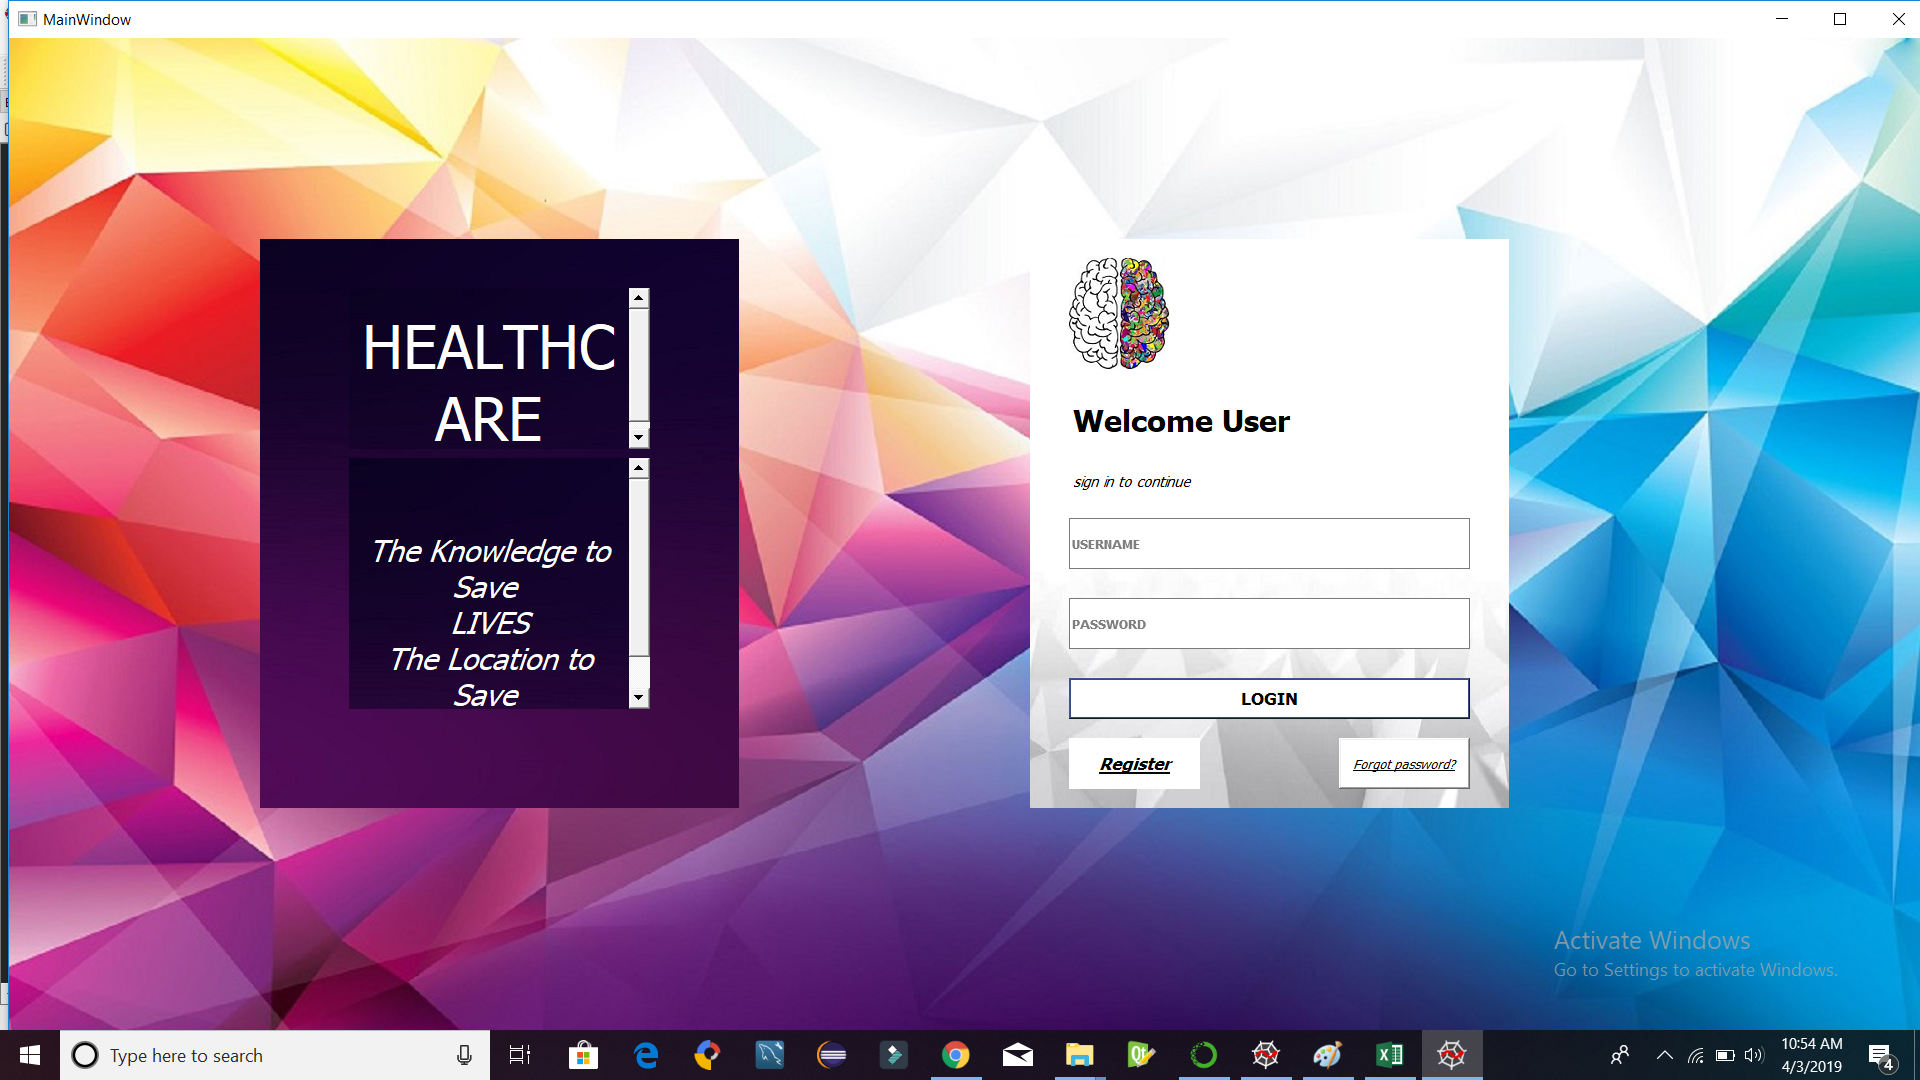 MainWindow
HEALTHC
ARE
The Knowledge to
Save
LIVES
The Location to
Save
Welcome User
sign in to continue
USERNAME
PASSWORD
LOGIN
Register
Forgot password?
Activate Windows
Go to Settings to activate Windows.
Type here to search
Qt
X
10:54 AM
4/3/2019
4